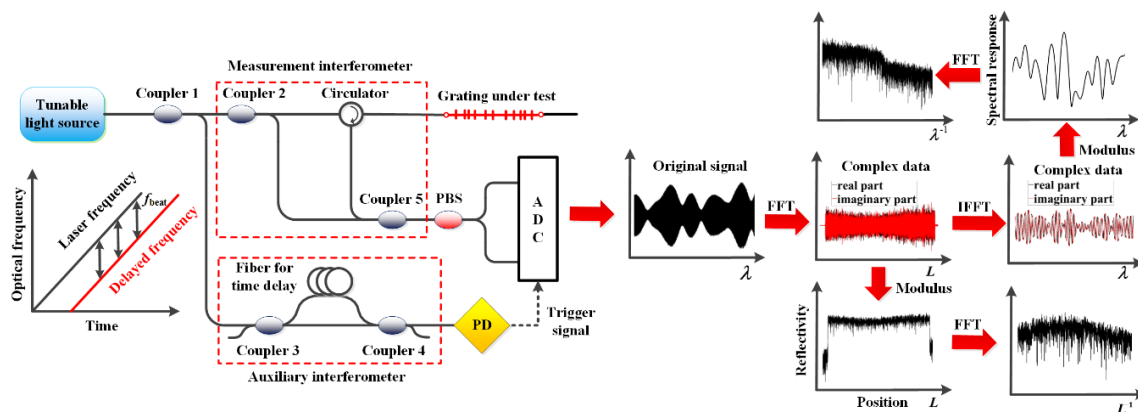 Tunable
light source
Coupler 1
Measurement interferometer
Coupler 2
Circulator
Grating under test
Coupler 5
PBS
A
D
C
Optical frequency
Laser frequency
f beat
Delayed frequency
Time
Fiber for
time delay
Coupler 3
Coupler 4
Auxiliary interferometer
PD
Trigger
signal
Original signal
λ
FFT
Complex data
real part
imaginary part
L
IFFT
Complex data
real part
imaginary part
λ
Modulus
Spectral response
λ
FFT
λ⁻¹
Modulus
Reflectivity
Position
L
FFT
L⁻¹